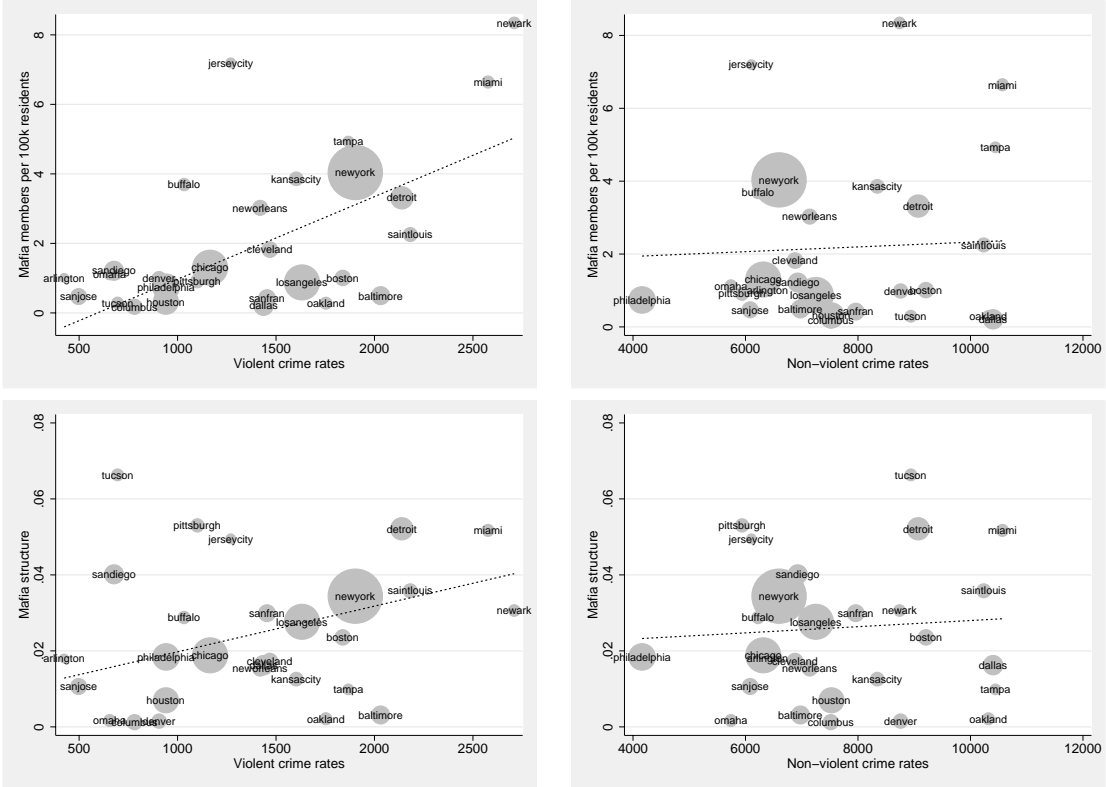 Mafia members per 100k residents
8
6
4
2
0
newark
jerseycity
miami
tampa
newyork
buffalo
kansascity
detroit
neworleans
saintlouis
cleveland
chicago
sandiego
omaha
arlington
denver
pittsburgh
philadelphia
losangeles
boston
sanjose
tucson
columbus
houston
sanfran
dallas
oakland
baltimore
500 1000 1500 2000 2500
Violent crime rates
Mafia members per 100k residents
8
6
4
2
0
newark
jerseycity
miami
tampa
newyork
buffalo
kansascity
detroit
neworleans
saintlouis
cleveland
chicago
sandiego
omaha
arlington
pittsburgh
losangeles
denver
boston
philadelphia
sanjose
baltimore
houston
columbus
sanfran
tucson
oakland
dallas
4000 6000 8000 10000 12000
Non−violent crime rates
Mafia structure
.08
.06
.04
.02
0
tucson
pittsburgh
jerseycity
detroit
miami
sandiego
newyork
saintlouis
newark
buffalo
sanfran
losangeles
boston
arlington
philadelphia
chicago
cleveland
neworleans
kansascity
sanjose
tampa
houston
omaha
columbus
denver
oakland
baltimore
500 1000 1500 2000 2500
Violent crime rates
Mafia structure
.08
.06
.04
.02
0
tucson
pittsburgh
jerseycity
detroit
miami
sandiego
newyork
saintlouis
buffalo
sanfran
newark
losangeles
boston
philadelphia
chicago
arlington
cleveland
neworleans
dallas
kansascity
sanjose
tampa
houston
omaha
baltimore
columbus
denver
oakland
4000 6000 8000 10000 12000
Non−violent crime rates